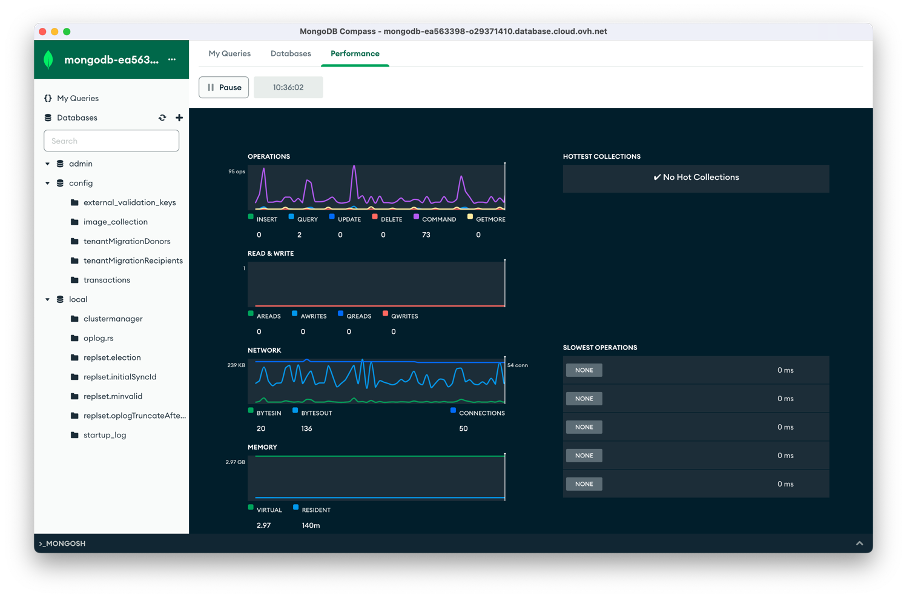 MongoDB Compass - mongodb-ea563398-o29371410.database.cloud.ovh.net
mongodb-ea563... ...
My Queries Databases Performance
Pause 10:36:02
{} My Queries
Databases
Search
admin
config
external_validation_keys
image_collection
tenantMigrationDonors
tenantMigrationRecipients
transactions
local
clustermanager
oplog.rs
replset.election
replset.initialSyncId
replset.minvalid
replset.oplogTruncateAfte...
startup_log
OPERATIONS
95 ops
INSERT QUERY UPDATE DELETE COMMAND GETMORE
0 2 0 0 73 0
READ & WRITE
1
AREADS AWRITES QREADS QWRITES
0 0 0 0
NETWORK
239 KB 54 conn
BYTESIN BYTESOUT CONNECTIONS
20 136 50
MEMORY
2.97 GB
VIRTUAL RESIDENT
2.97 140m
HOTTEST COLLECTIONS
✔ No Hot Collections
SLOWEST OPERATIONS
NONE 0 ms
NONE 0 ms
NONE 0 ms
NONE 0 ms
NONE 0 ms
>_MONGOSH